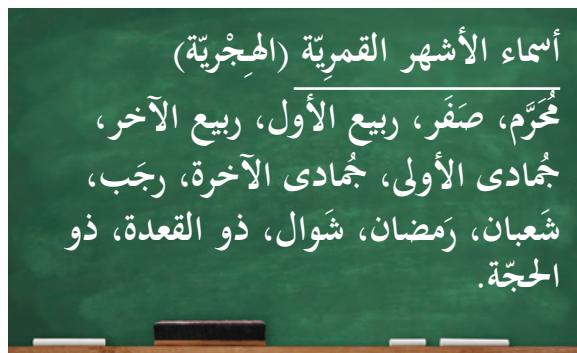 أسماء الأشهر القمرِيّة (الهِجْريّة)
مُحَرَّم، صَفَر، ربيع الأول، ربيع الآخر،
جُمادى الأولى، جُمادى الآخرة، رجَب،
شَعبان، رَمضان، شَوال، ذو القعدة، ذو
الحجّة.